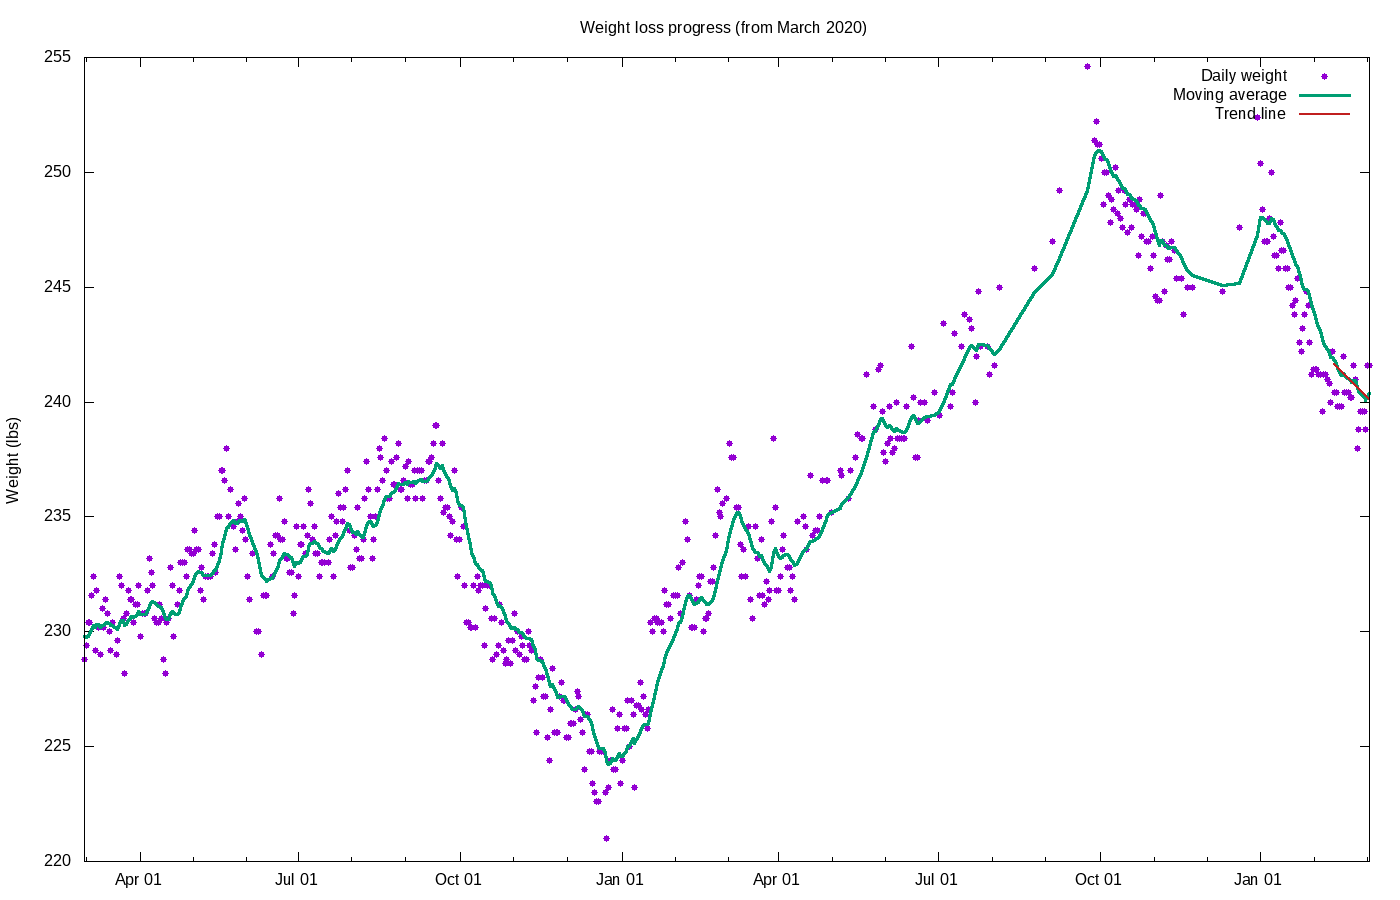 Weight loss progress (from March 2020)
255
250
245
240
235
230
225
220
Weight (lbs)
Daily weight
Moving average
Trend line
Apr 01 Jul 01 Oct 01 Jan 01 Apr 01 Jul 01 Oct 01 Jan 01